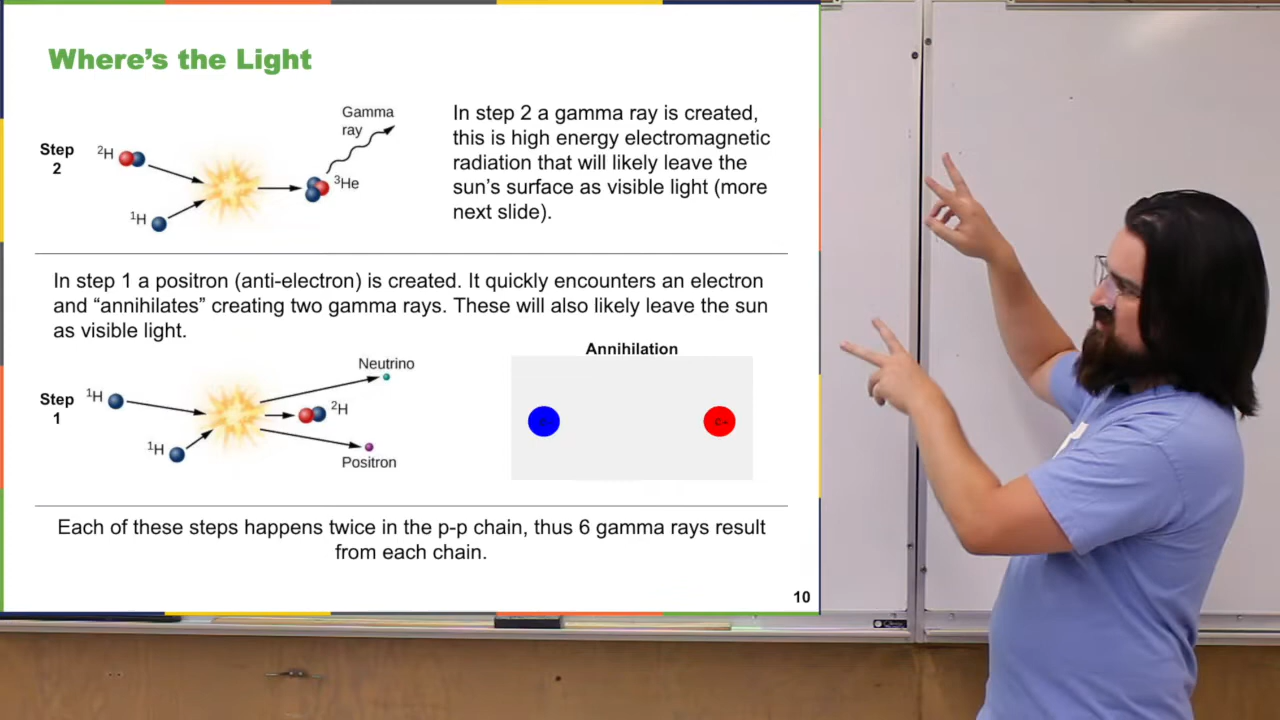 Where's the Light
Step
2
²H
¹H
Gamma
ray
³He
In step 2 a gamma ray is created,
this is high energy electromagnetic
radiation that will likely leave the
sun's surface as visible light (more
next slide).
In step 1 a positron (anti-electron) is created. It quickly encounters an electron
and “annihilates” creating two gamma rays. These will also likely leave the sun
as visible light.
Step
1
¹H
¹H
Neutrino
²H
Positron
Annihilation
Each of these steps happens twice in the p-p chain, thus 6 gamma rays result
from each chain.
10